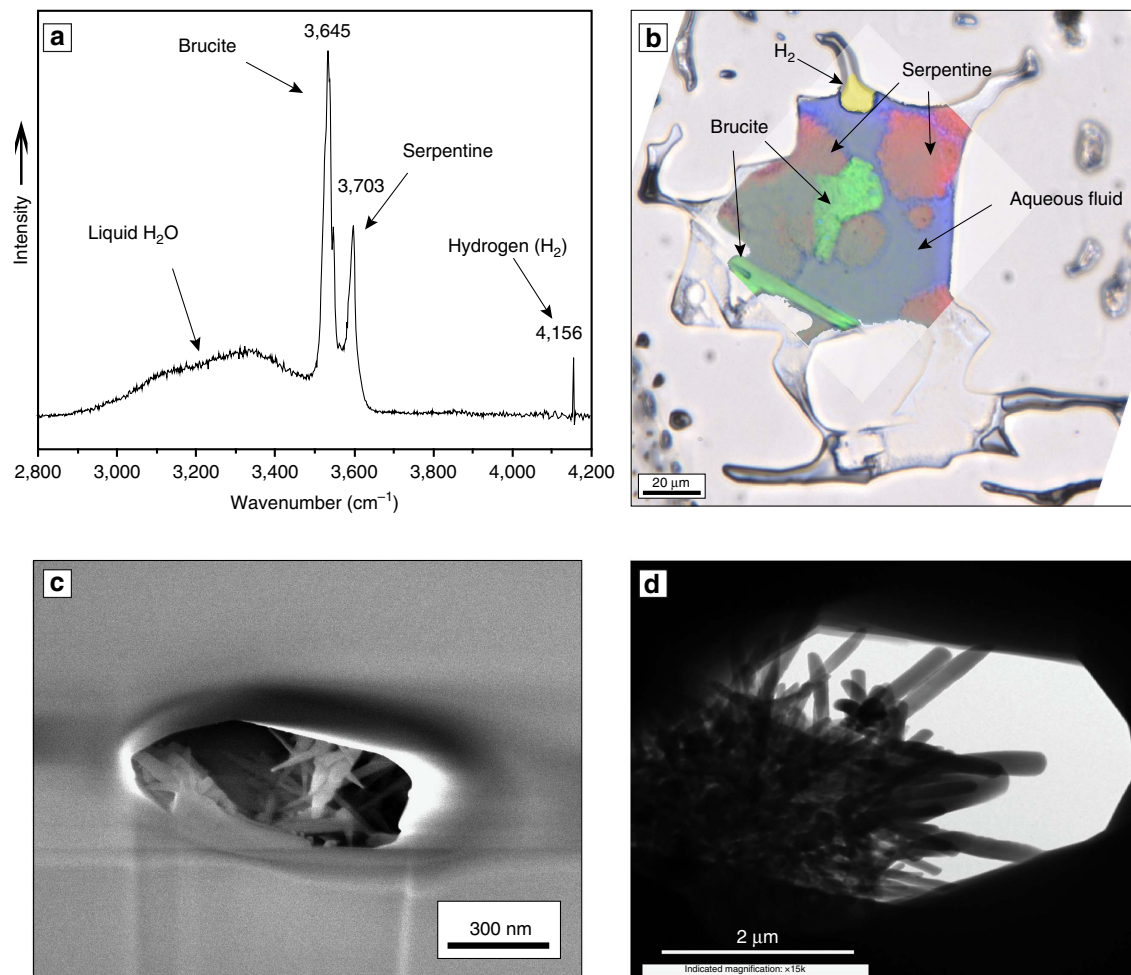 a
3,645
Brucite
Serpentine
3,703
Liquid H₂O
Hydrogen (H₂)
4,156
Intensity
2,800 3,000 3,200 3,400 3,600 3,800 4,000 4,200
Wavenumber (cm⁻¹)
b
H₂
Serpentine
Brucite
Aqueous fluid
20 µm
c
300 nm
d
2 µm
Indicated magnification: ×15k